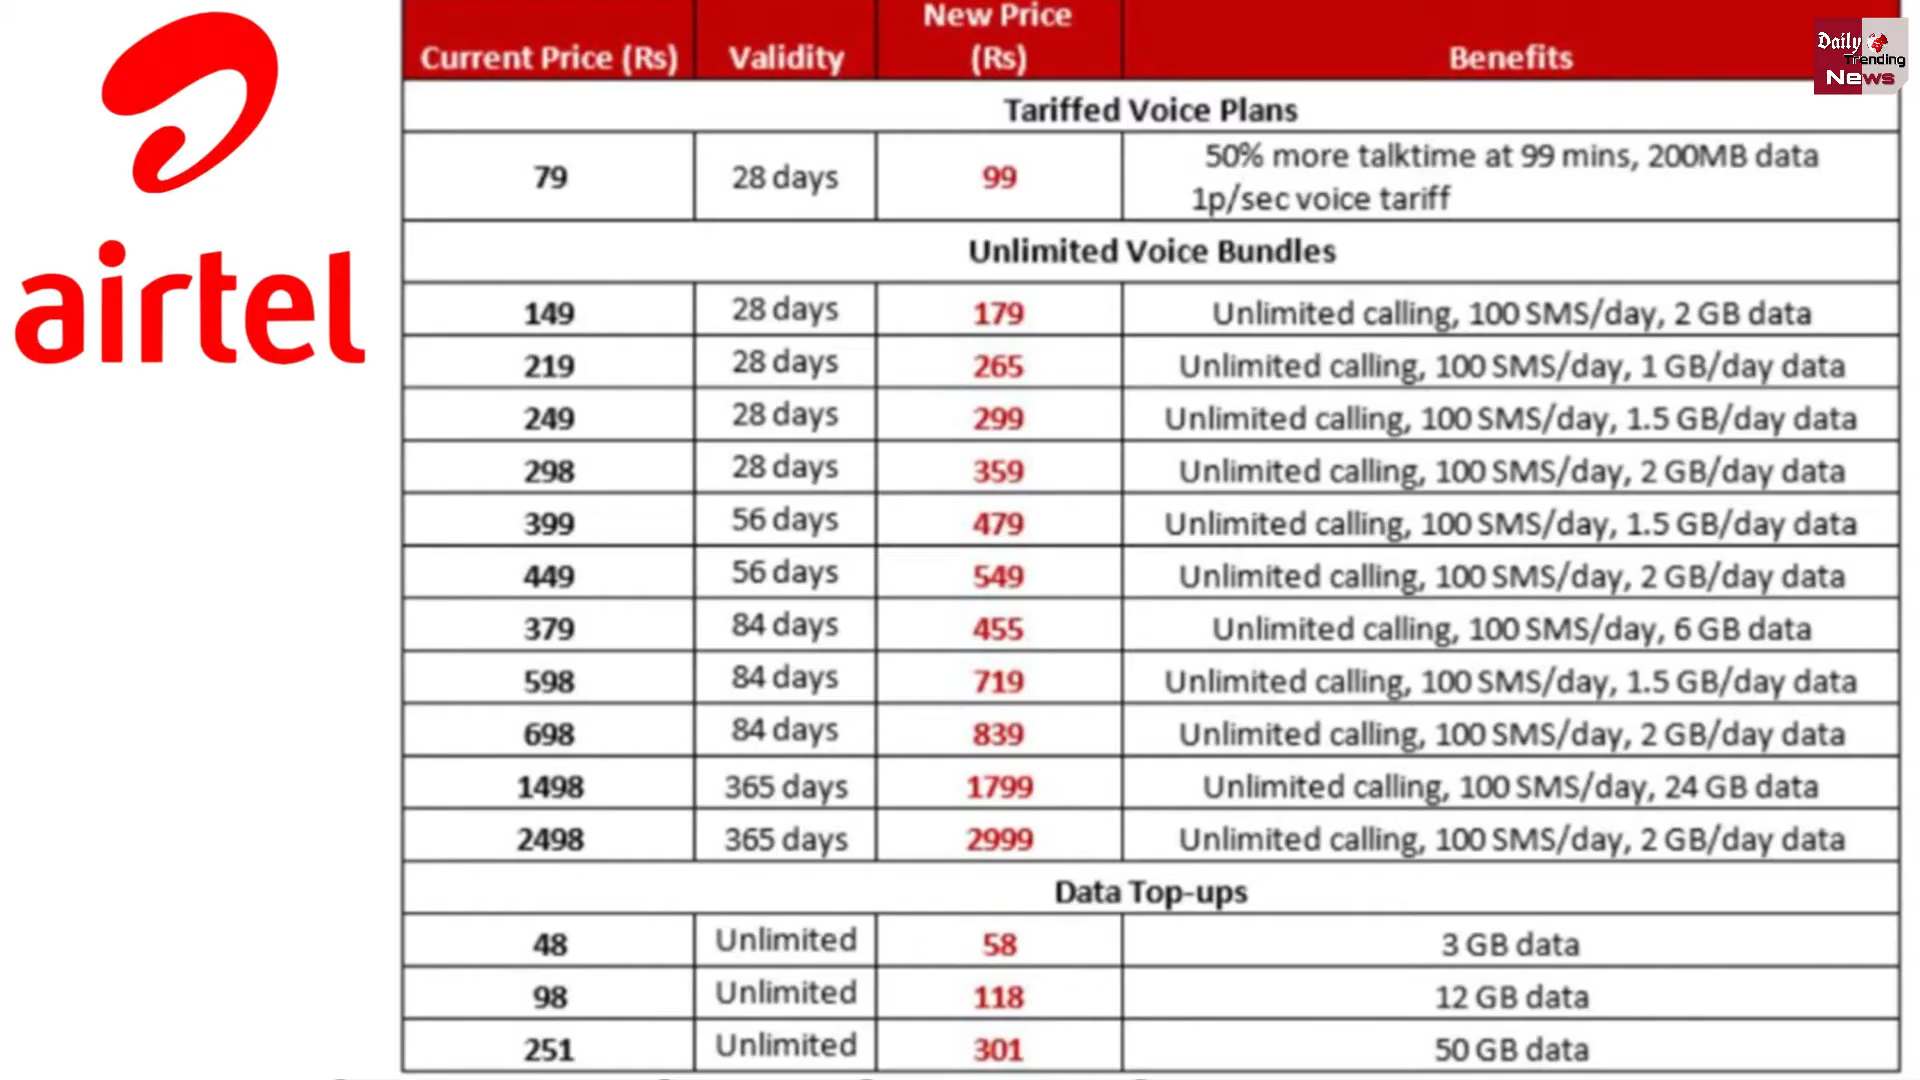 airtel
Daily
Trending
News
Current Price (Rs) Validity New Price (Rs) Benefits
Tariffed Voice Plans
79 28 days 99 50% more talktime at 99 mins, 200MB data
1p/sec voice tariff
Unlimited Voice Bundles
149 28 days 179 Unlimited calling, 100 SMS/day, 2 GB data
219 28 days 265 Unlimited calling, 100 SMS/day, 1 GB/day data
249 28 days 299 Unlimited calling, 100 SMS/day, 1.5 GB/day data
298 28 days 359 Unlimited calling, 100 SMS/day, 2 GB/day data
399 56 days 479 Unlimited calling, 100 SMS/day, 1.5 GB/day data
449 56 days 549 Unlimited calling, 100 SMS/day, 2 GB/day data
379 84 days 455 Unlimited calling, 100 SMS/day, 6 GB data
598 84 days 719 Unlimited calling, 100 SMS/day, 1.5 GB/day data
698 84 days 839 Unlimited calling, 100 SMS/day, 2 GB/day data
1498 365 days 1799 Unlimited calling, 100 SMS/day, 24 GB data
2498 365 days 2999 Unlimited calling, 100 SMS/day, 2 GB/day data
Data Top-ups
48 Unlimited 58 3 GB data
98 Unlimited 118 12 GB data
251 Unlimited 301 50 GB data